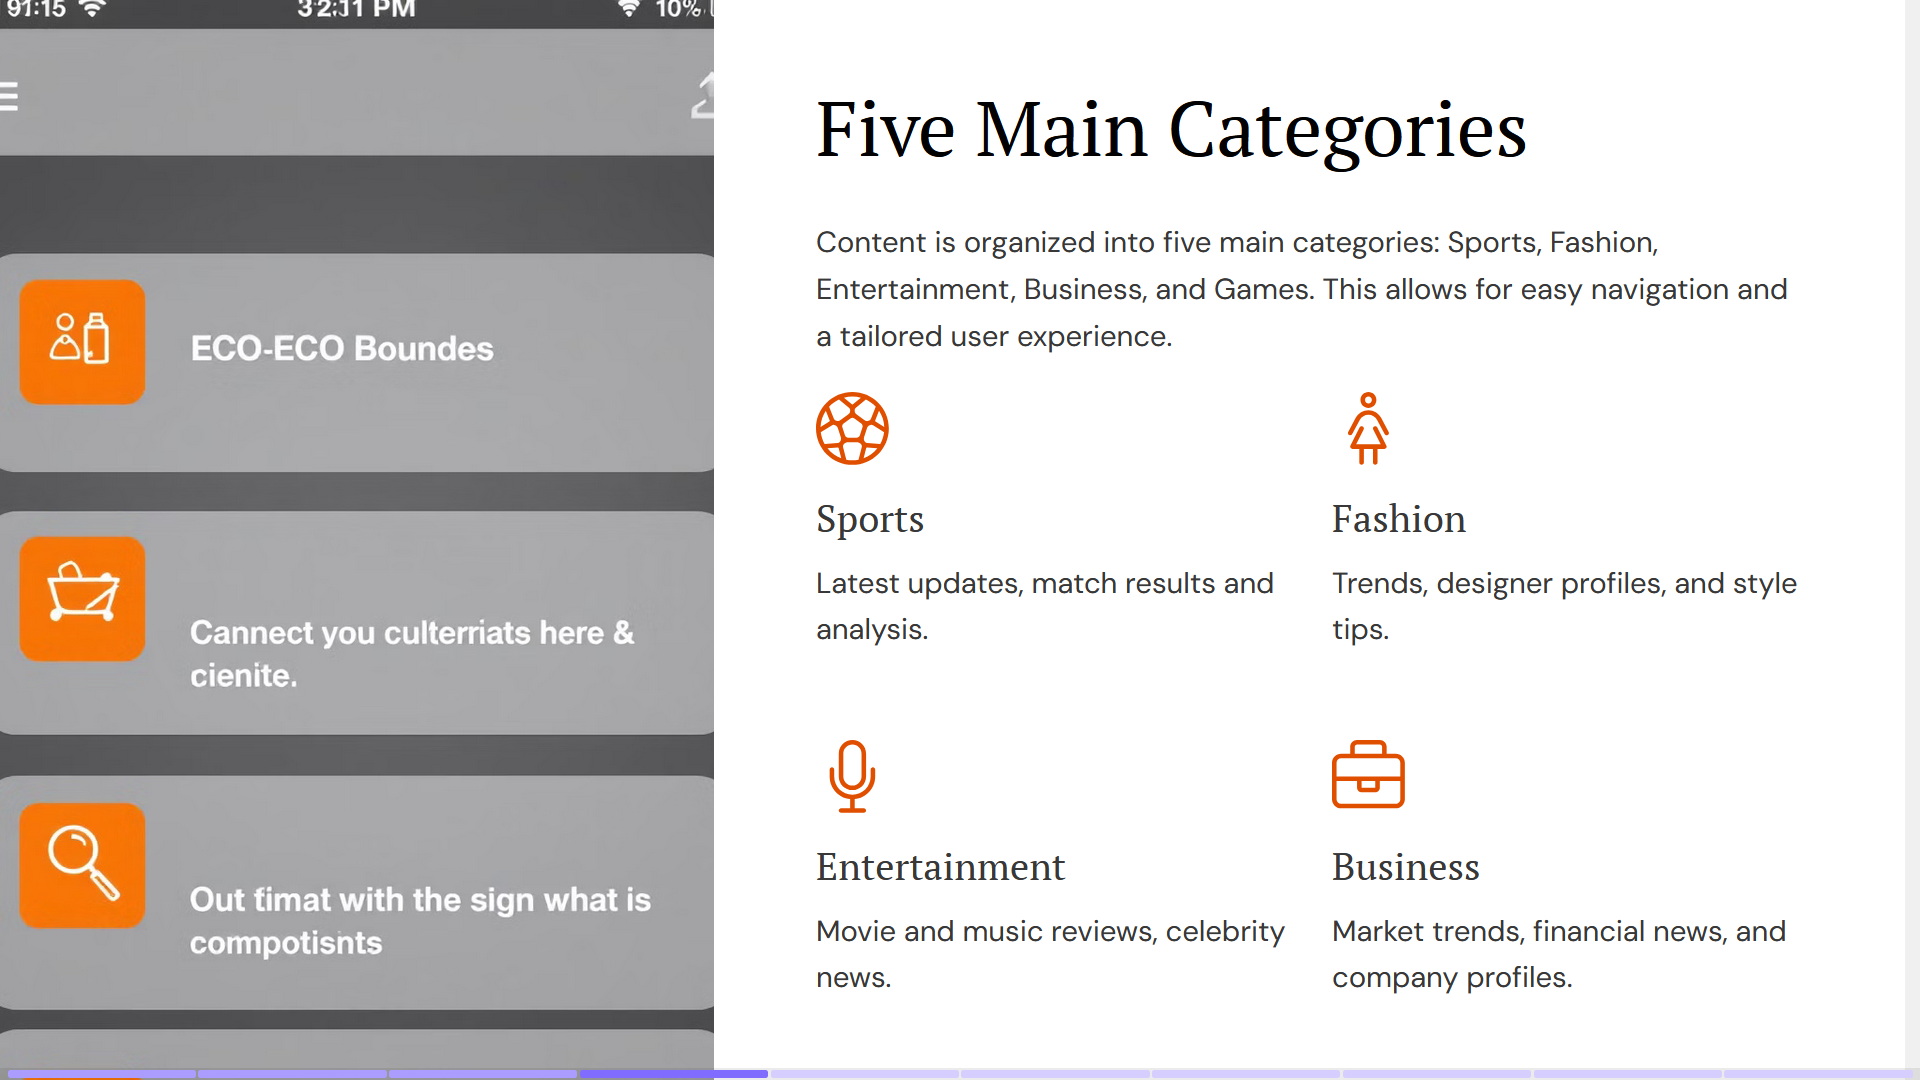 91:15
32:11 PM
10%
ECO-ECO Boundes
Cannect you culterriats here &
cienite.
Out fimat with the sign what is
compotisnts
Five Main Categories
Content is organized into five main categories: Sports, Fashion,
Entertainment, Business, and Games. This allows for easy navigation and
a tailored user experience.
Sports
Latest updates, match results and
analysis.
Fashion
Trends, designer profiles, and style
tips.
Entertainment
Movie and music reviews, celebrity
news.
Business
Market trends, financial news, and
company profiles.